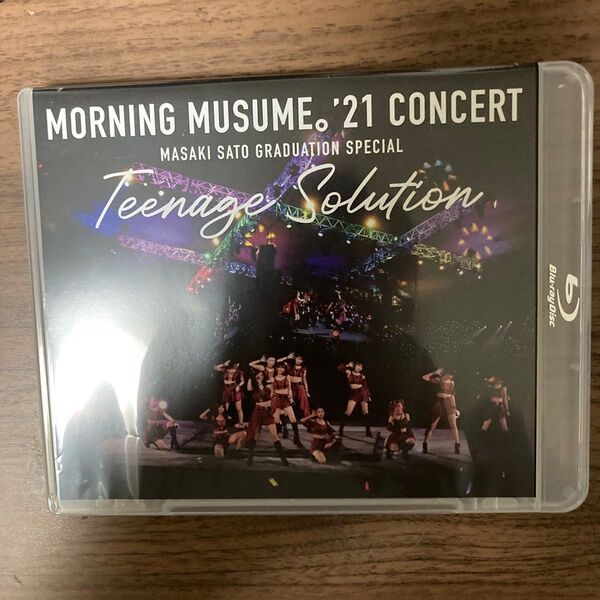 MORNING MUSUME。'21 CONCERT
MASAKI SATO GRADUATION SPECIAL
Teenage Solution
Blu-ray Disc